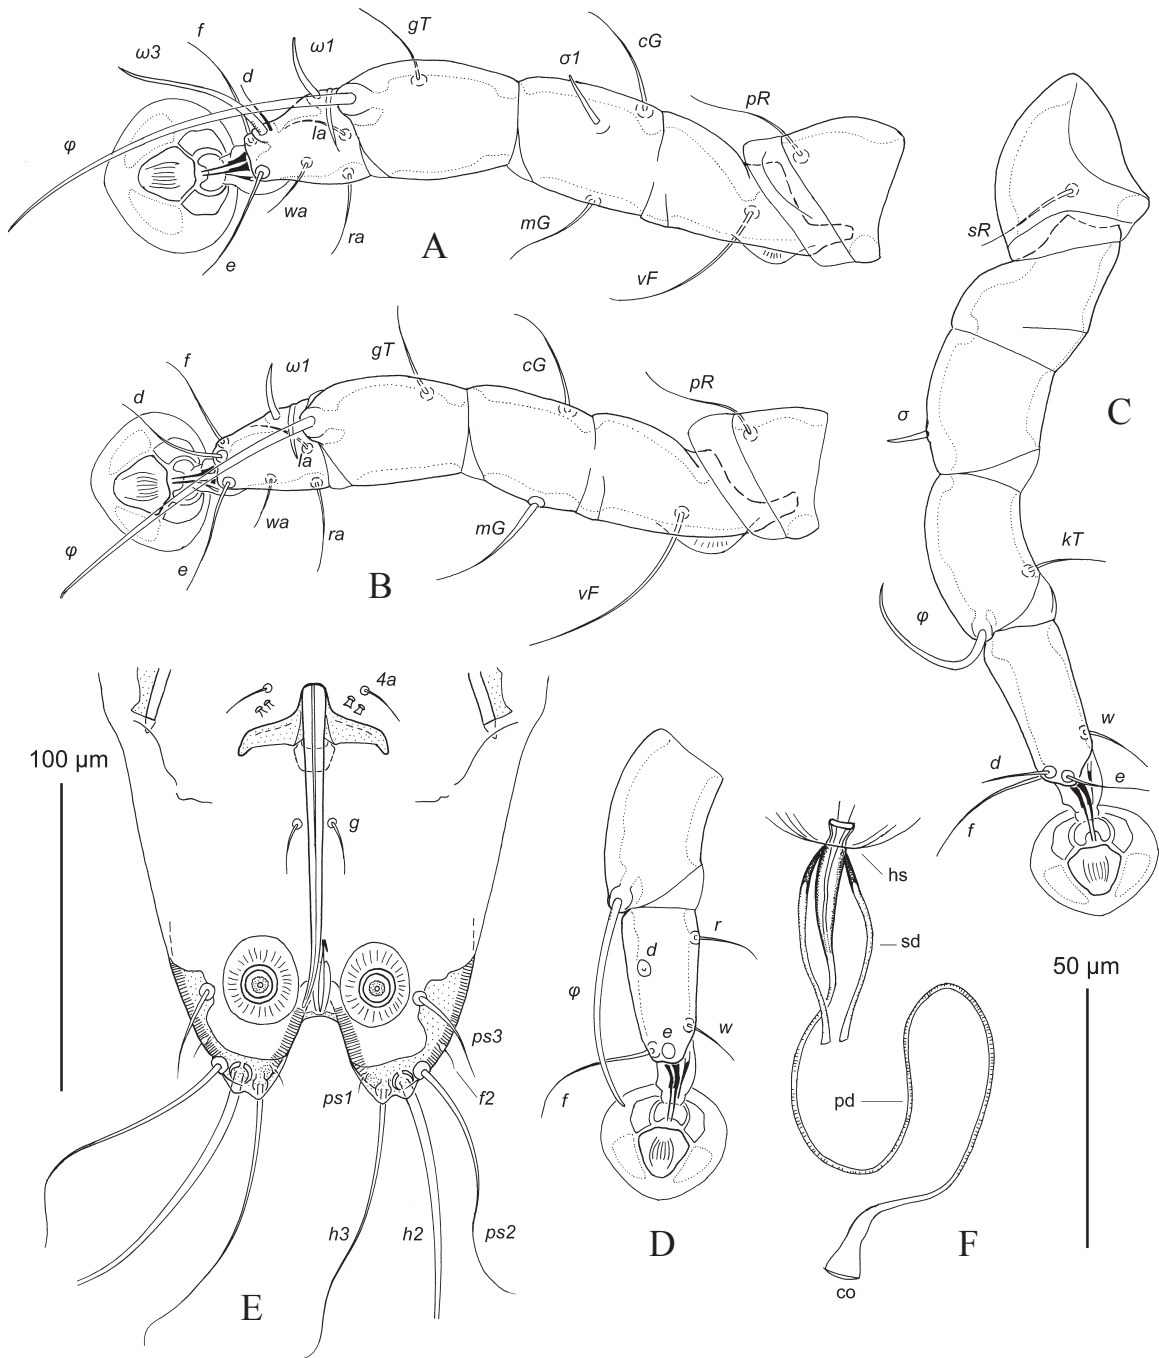 f
ω3
d
ω1
gT
σ1
cG
pR
φ
la
wa
ra
e
mG
vF
A
sR
C
σ
kT
φ
w
d
e
f
f
d
ω1
gT
cG
pR
la
wa
ra
φ
e
mG
vF
B
4a
100 µm
g
ps3
ps1
f2
h3
h2
ps2
E
r
d
φ
e
w
f
D
hs
sd
50 µm
pd
F
co